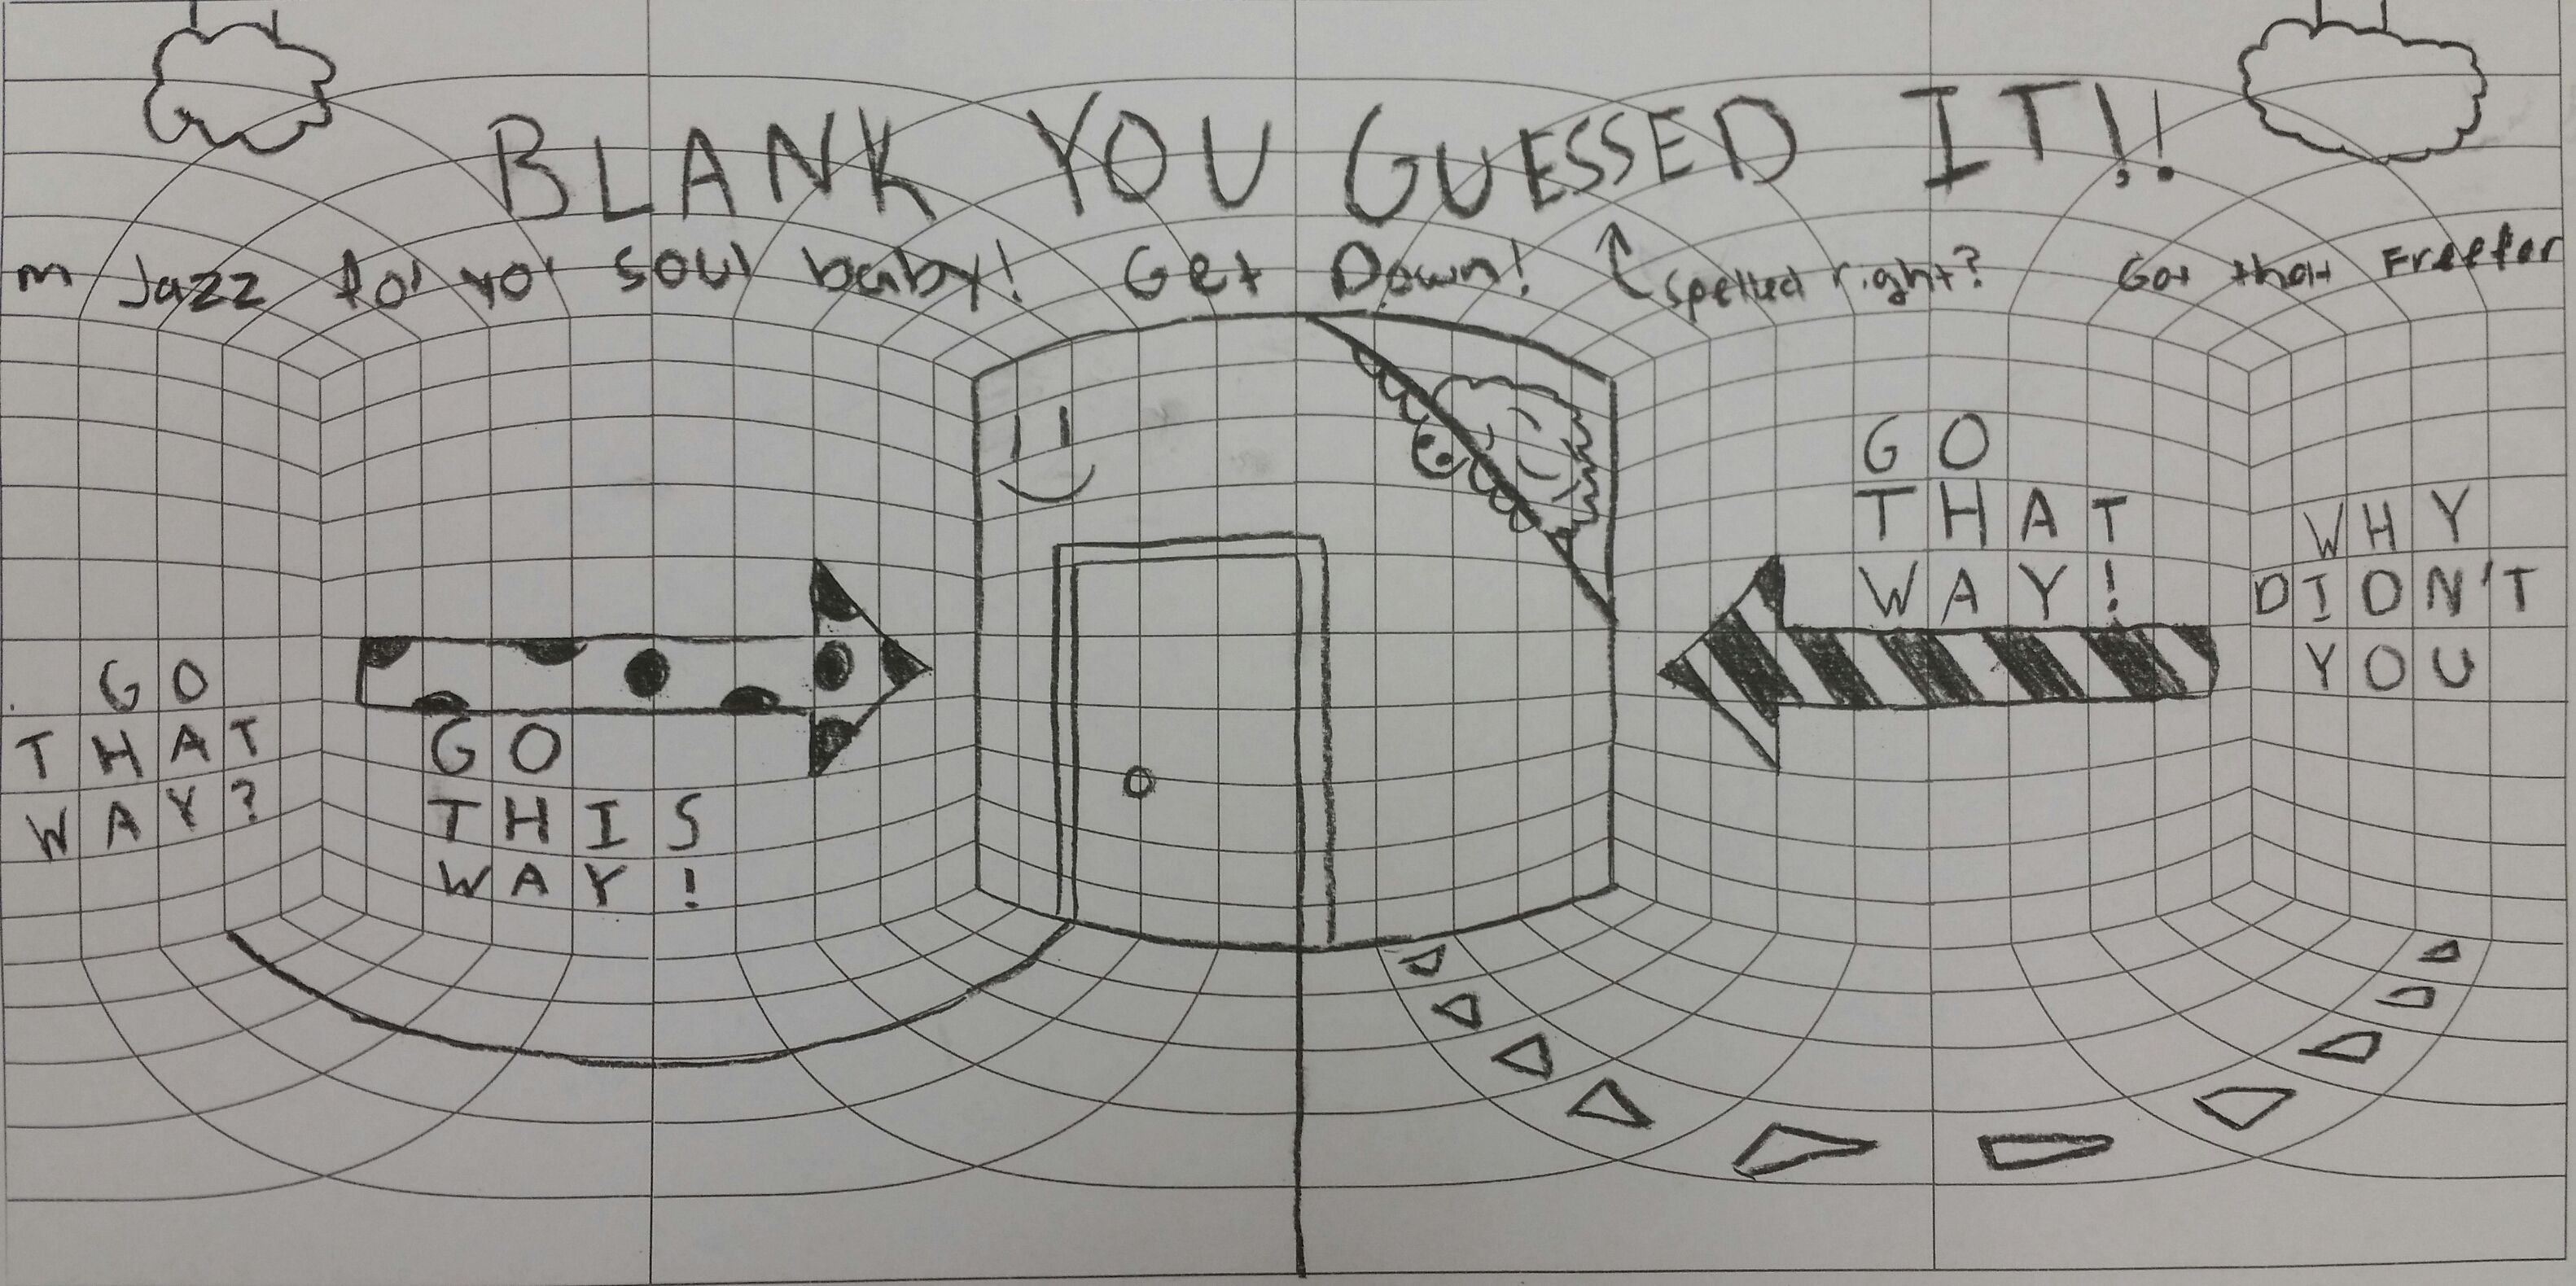 BLANK YOU GUESSED IT!!
m Jazz fo' yo' soul baby! Get Down! spelled right? Got that Freefor
GO
THAT
WAY!
WHY
DIDN'T
YOU
GO
THAT
WAY?
GO
THIS
WAY!